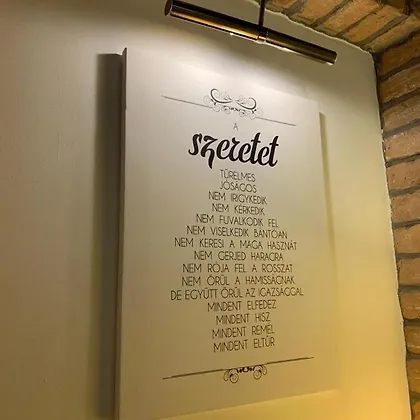 A
szeretet
TÜRELMES
JÓSÁGOS
NEM IRIGYKEDIK
NEM KÉRKEDIK
NEM FUVALKODIK FEL
NEM VISELKEDIK BÁNTÓAN
NEM KERESI A MAGA HASZNÁT
NEM GERJED HARAGRA
NEM RÓJA FEL A ROSSZAT
NEM ÖRÜL A HAMISSÁGNAK
DE EGYÜTT ÖRÜL AZ IGAZSÁGGAL
MINDENT ELFEDEZ
MINDENT HISZ
MINDENT REMÉL
MINDENT ELTŰR